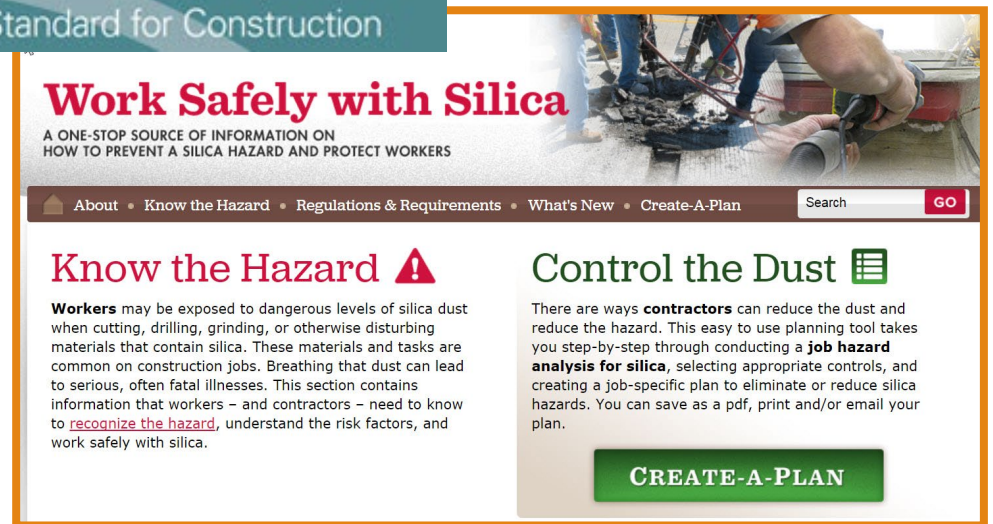 Standard for Construction
Work Safely with Silica
A ONE-STOP SOURCE OF INFORMATION ON
HOW TO PREVENT A SILICA HAZARD AND PROTECT WORKERS
About • Know the Hazard • Regulations & Requirements • What's New • Create-A-Plan
Search GO
Know the Hazard
Workers may be exposed to dangerous levels of silica dust
when cutting, drilling, grinding, or otherwise disturbing
materials that contain silica. These materials and tasks are
common on construction jobs. Breathing that dust can lead
to serious, often fatal illnesses. This section contains
information that workers – and contractors – need to know
to recognize the hazard, understand the risk factors, and
work safely with silica.
Control the Dust
There are ways contractors can reduce the dust and
reduce the hazard. This easy to use planning tool takes
you step-by-step through conducting a job hazard
analysis for silica, selecting appropriate controls, and
creating a job-specific plan to eliminate or reduce silica
hazards. You can save as a pdf, print and/or email your
plan.
CREATE-A-PLAN